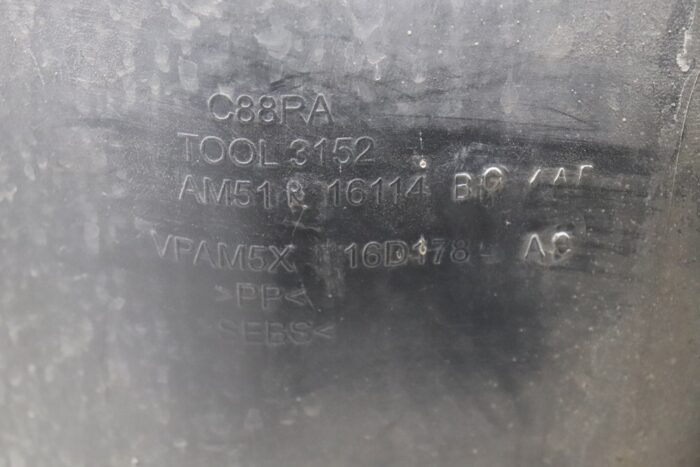 C88RA
TOOL 3152
AM51 R 16114
VPAM5X 16D178 AC
>PP<
>SEBS<